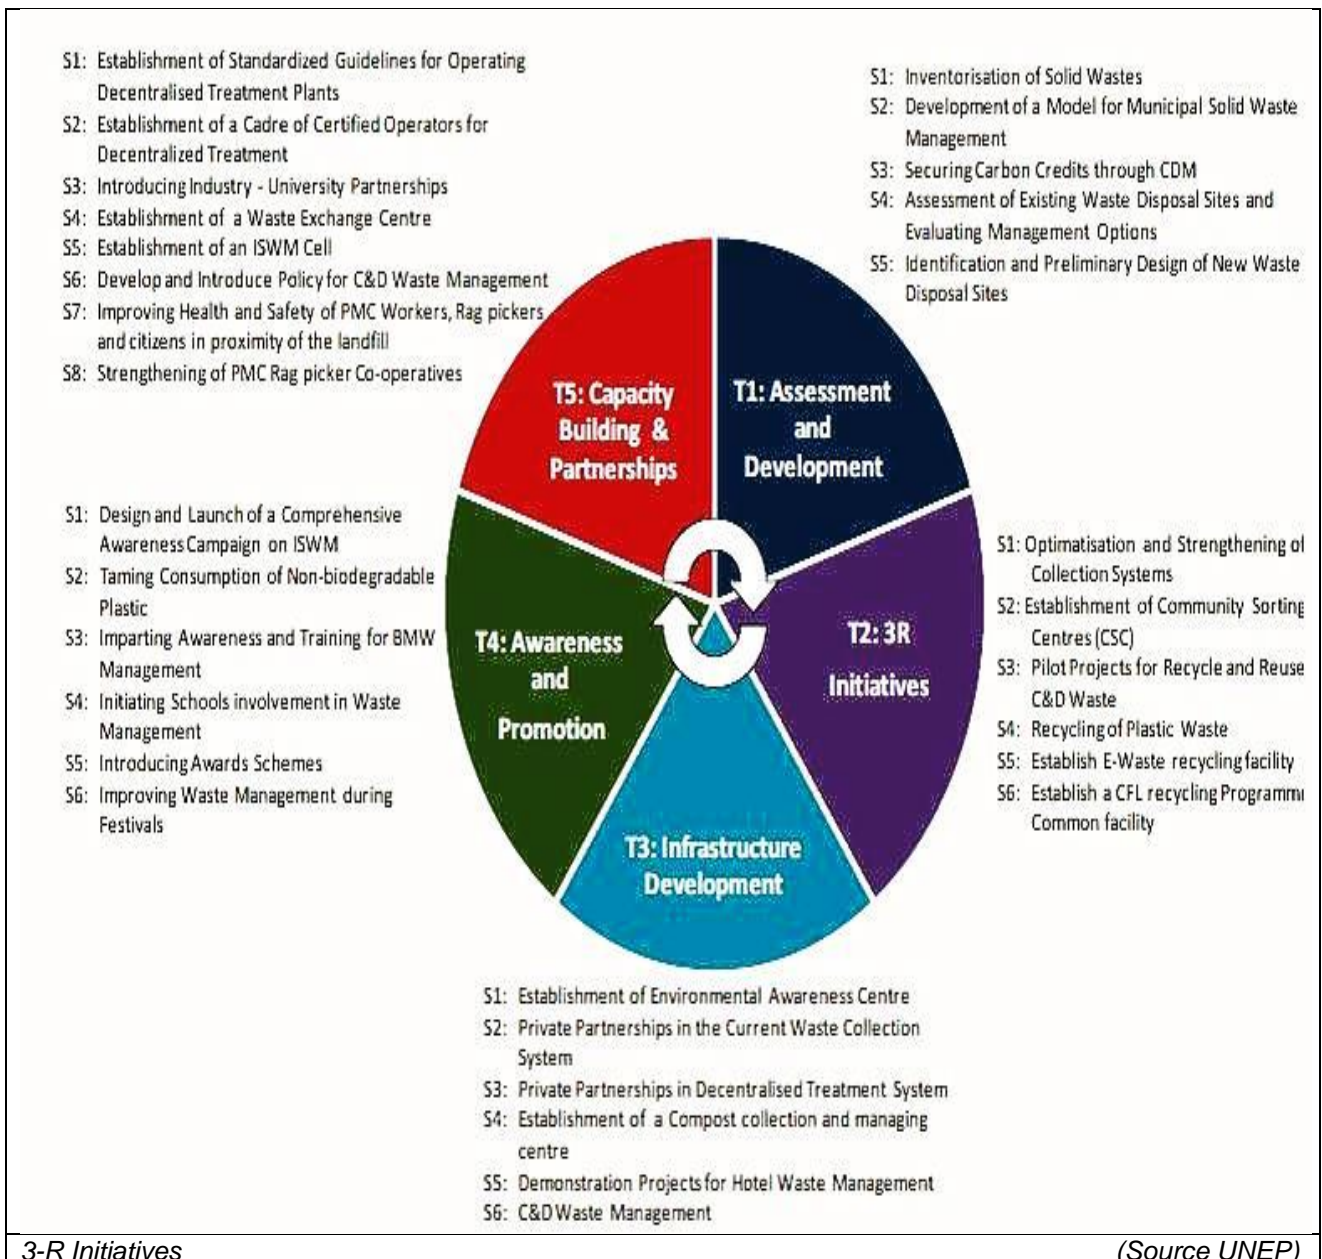 S1: Establishment of Standardized Guidelines for Operating
Decentralised Treatment Plants
S2: Establishment of a Cadre of Certified Operators for
Decentralized Treatment
S3: Introducing Industry - University Partnerships
S4: Establishment of a Waste Exchange Centre
S5: Establishment of an ISWM Cell
S6: Develop and Introduce Policy for C&D Waste Management
S7: Improving Health and Safety of PMC Workers, Rag pickers
and citizens in proximity of the landfill
S8: Strengthening of PMC Rag picker Co-operatives
S1: Inventorisation of Solid Wastes
S2: Development of a Model for Municipal Solid Waste
Management
S3: Securing Carbon Credits through CDM
S4: Assessment of Existing Waste Disposal Sites and
Evaluating Management Options
S5: Identification and Preliminary Design of New Waste
Disposal Sites
T5: Capacity
Building &
Partnerships
T1: Assessment
and
Development
S1: Design and Launch of a Comprehensive
Awareness Campaign on ISWM
S2: Taming Consumption of Non-biodegradable
Plastic
S3: Imparting Awareness and Training for BMW
Management
S4: Initiating Schools involvement in Waste
Management
S5: Introducing Awards Schemes
S6: Improving Waste Management during
Festivals
T4: Awareness
and
Promotion
T2: 3R
Initiatives
S1: Optimatisation and Strengthening of
Collection Systems
S2: Establishment of Community Sorting
Centres (CSC)
S3: Pilot Projects for Recycle and Reuse
C&D Waste
S4: Recycling of Plastic Waste
S5: Establish E-Waste recycling facility
S6: Establish a CFL recycling
Common facility
T3: Infrastructure
Development
S1: Establishment of Environmental Awareness Centre
S2: Private Partnerships in the Current Waste Collection
System
S3: Private Partnerships in Decentralised Treatment System
S4: Establishment of a Compost collection and managing
centre
S5: Demonstration Projects for Hotel Waste Management
S6: C&D Waste Management
3-R Initiatives (Source UNEP)